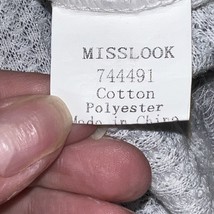 MISSLOOK
744491
Cotton
Polyester
Made in China